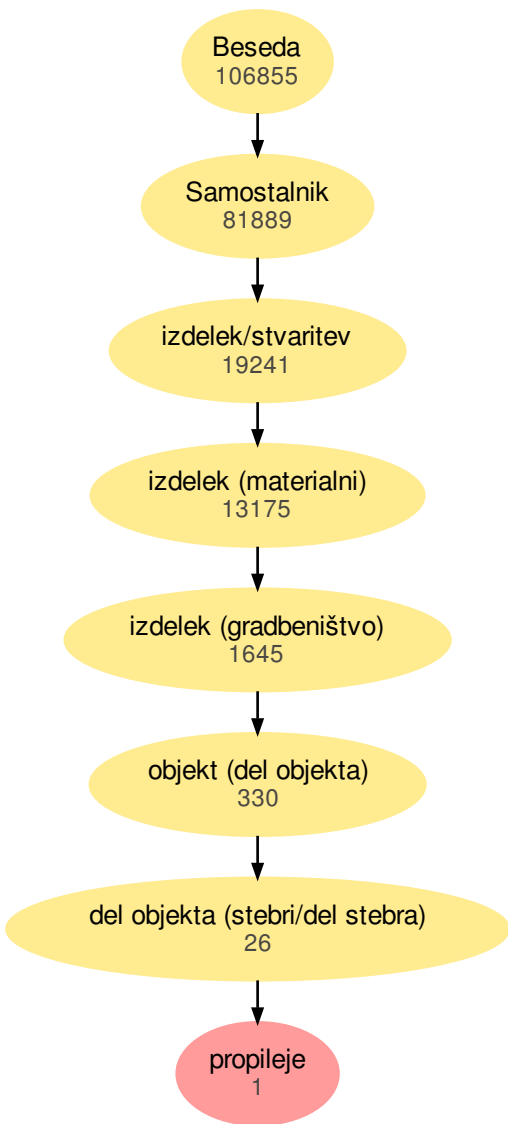 Beseda
106855
Samostalnik
81889
izdelek/stvaritev
19241
izdelek (materialni)
13175
izdelek (gradbeništvo)
1645
objekt (del objekta)
330
del objekta (stebri/del stebra)
26
propileje
1